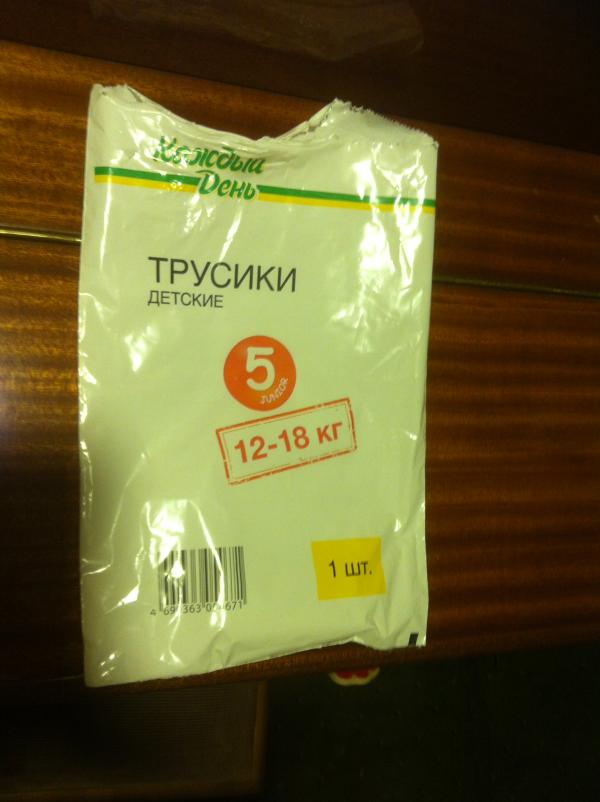 Каждый
День
ТРУСИКИ
ДЕТСКИЕ
5
JUNIOR
12-18 кг
1 шт.